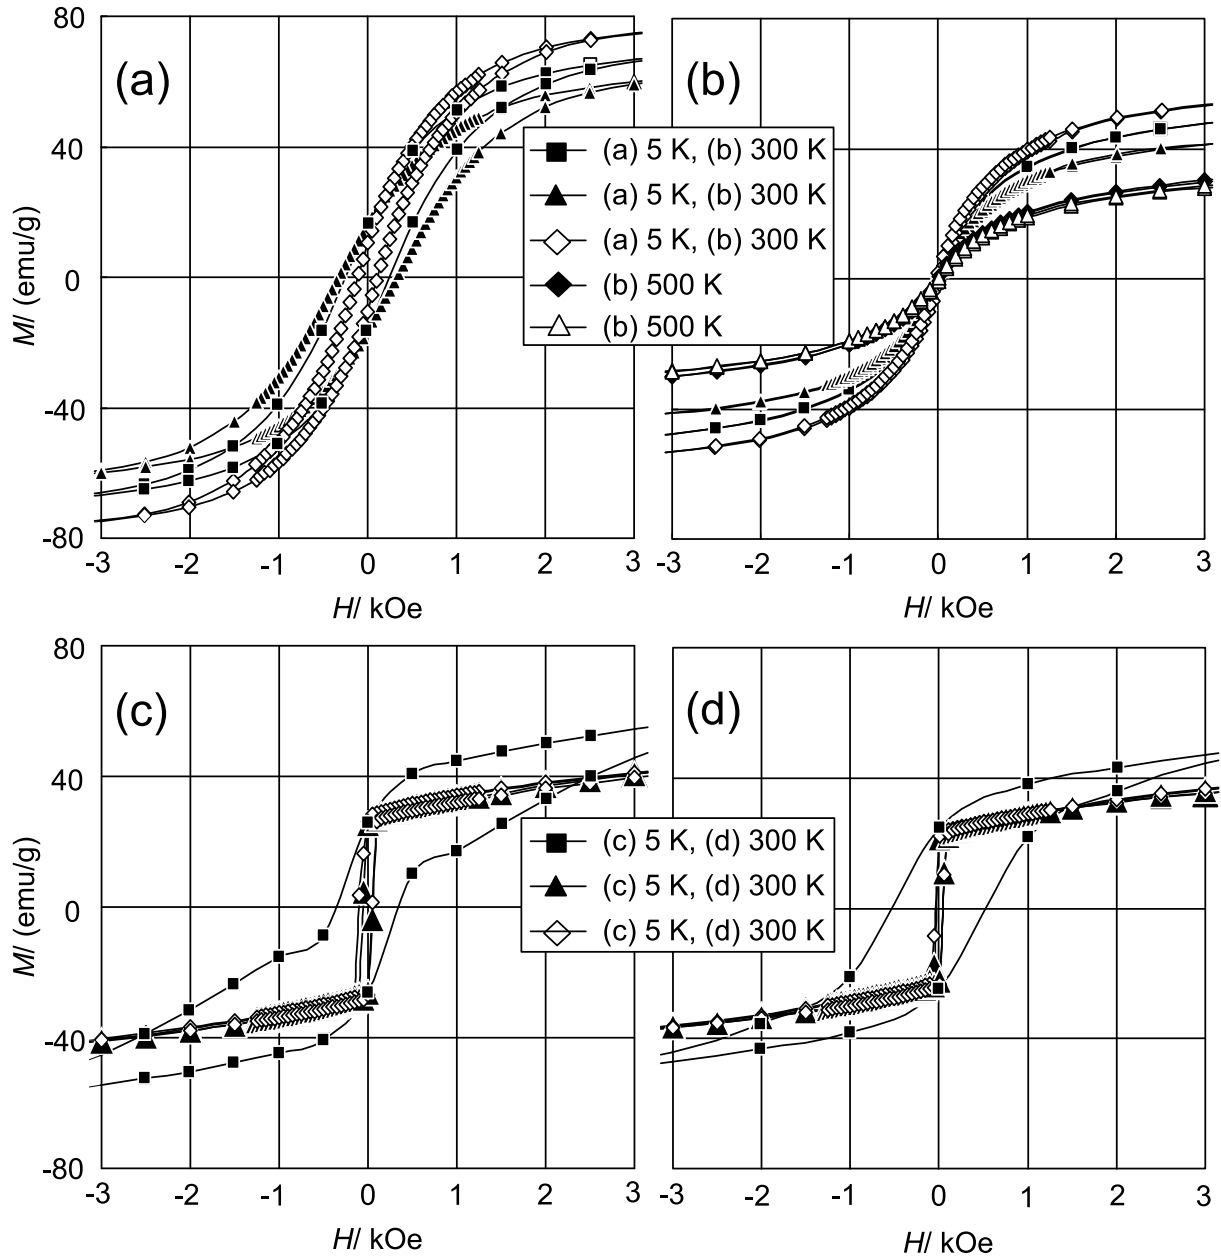 80
(a)
(b)
40
(a) 5 K, (b) 300 K
(a) 5 K, (b) 300 K
(a) 5 K, (b) 300 K
(b) 500 K
(b) 500 K
M/ (emu/g)
0
-40
-80
-3 -2 -1 0 1 2 3
-3 -2 -1 0 1 2 3
H/ kOe
H/ kOe
80
(c)
(d)
40
(c) 5 K, (d) 300 K
(c) 5 K, (d) 300 K
(c) 5 K, (d) 300 K
M/ (emu/g)
0
-40
-80
-3 -2 -1 0 1 2 3
-3 -2 -1 0 1 2 3
H/ kOe
H/ kOe